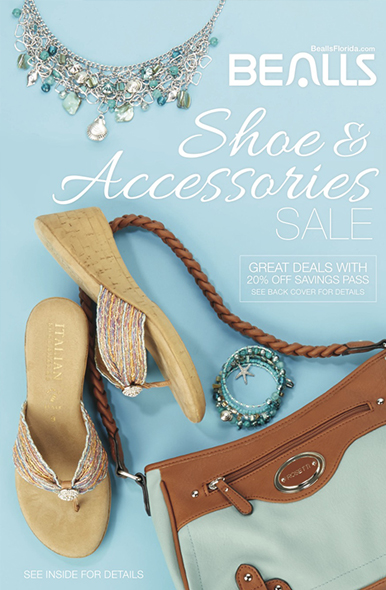 BeallsFlorida.com
BEALLS
Shoe &
Accessories
SALE
GREAT DEALS WITH
20% OFF SAVINGS PASS
SEE BACK COVER FOR DETAILS
ITALIAN
SEE INSIDE FOR DETAILS